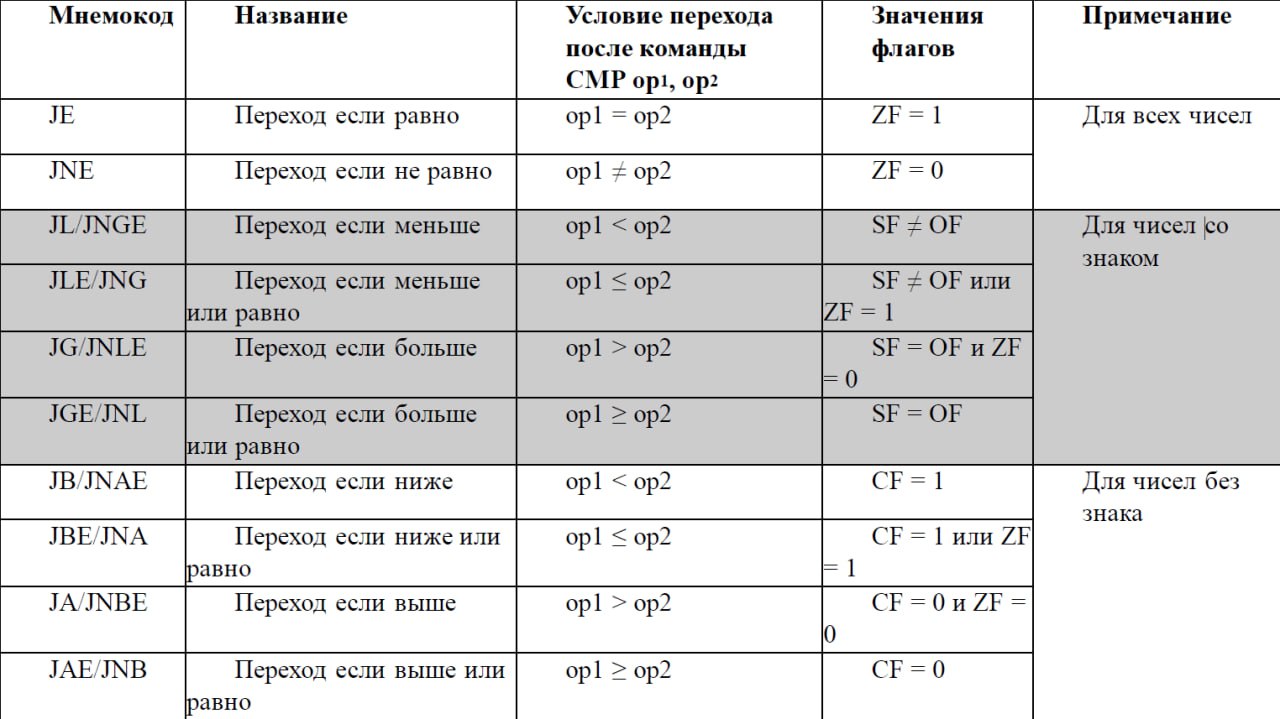 Мнемокод Название Условие перехода Значения Примечание
после команды флагов
CMP op1, op2
JE Переход если равно op1 = op2 ZF = 1 Для всех чисел
JNE Переход если не равно op1 ≠ op2 ZF = 0
JL/JNGE Переход если меньше op1 < op2 SF ≠ OF Для чисел со
знаком
JLE/JNG Переход если меньше op1 ≤ op2 SF ≠ OF или
или равно ZF = 1
JG/JNLE Переход если больше op1 > op2 SF = OF и ZF
= 0
JGE/JNL Переход если больше op1 ≥ op2 SF = OF
или равно
JB/JNAE Переход если ниже op1 < op2 CF = 1 Для чисел без
знака
JBE/JNA Переход если ниже или op1 ≤ op2 CF = 1 или ZF
равно = 1
JA/JNBE Переход если выше op1 > op2 CF = 0 и ZF =
0
JAE/JNB Переход если выше или op1 ≥ op2 CF = 0
равно